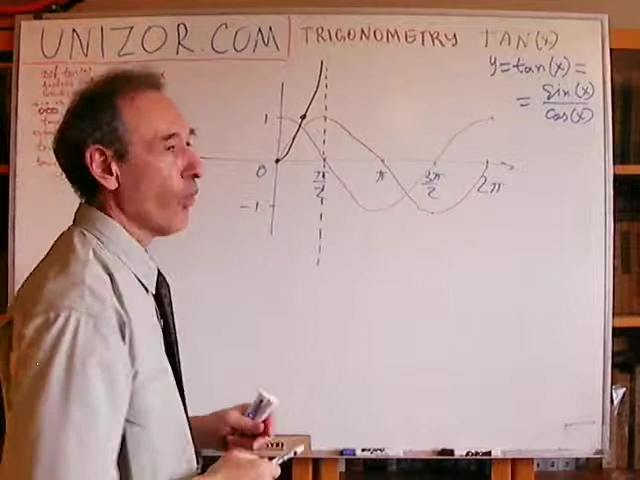 UNIZOR.COM
TRIGONOMETRY TAN(x)
y=tan(x)=
= sin(x)
cos(x)
1
0
π/2
π
3π/2
2π
-1